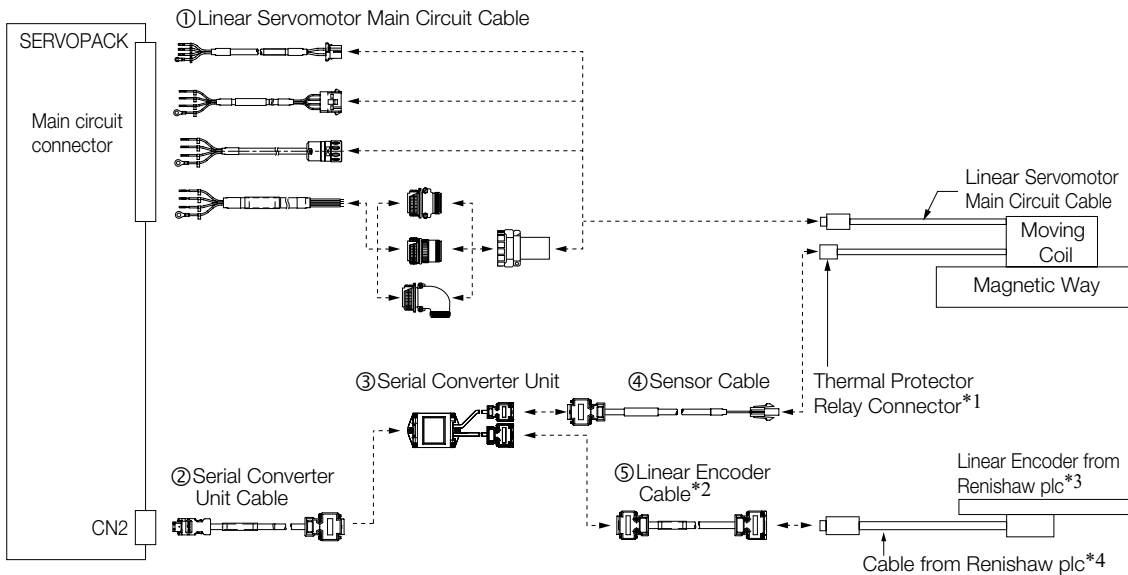 ①Linear Servomotor Main Circuit Cable
SERVOPACK
Main circuit
connector
Linear Servomotor
Main Circuit Cable
Moving
Coil
Magnetic Way
③Serial Converter Unit
④Sensor Cable
Thermal Protector
Relay Connector*1
②Serial Converter
Unit Cable
⑤Linear Encoder
Cable*2
Linear Encoder from
Renishaw plc*3
CN2
Cable from Renishaw plc*4